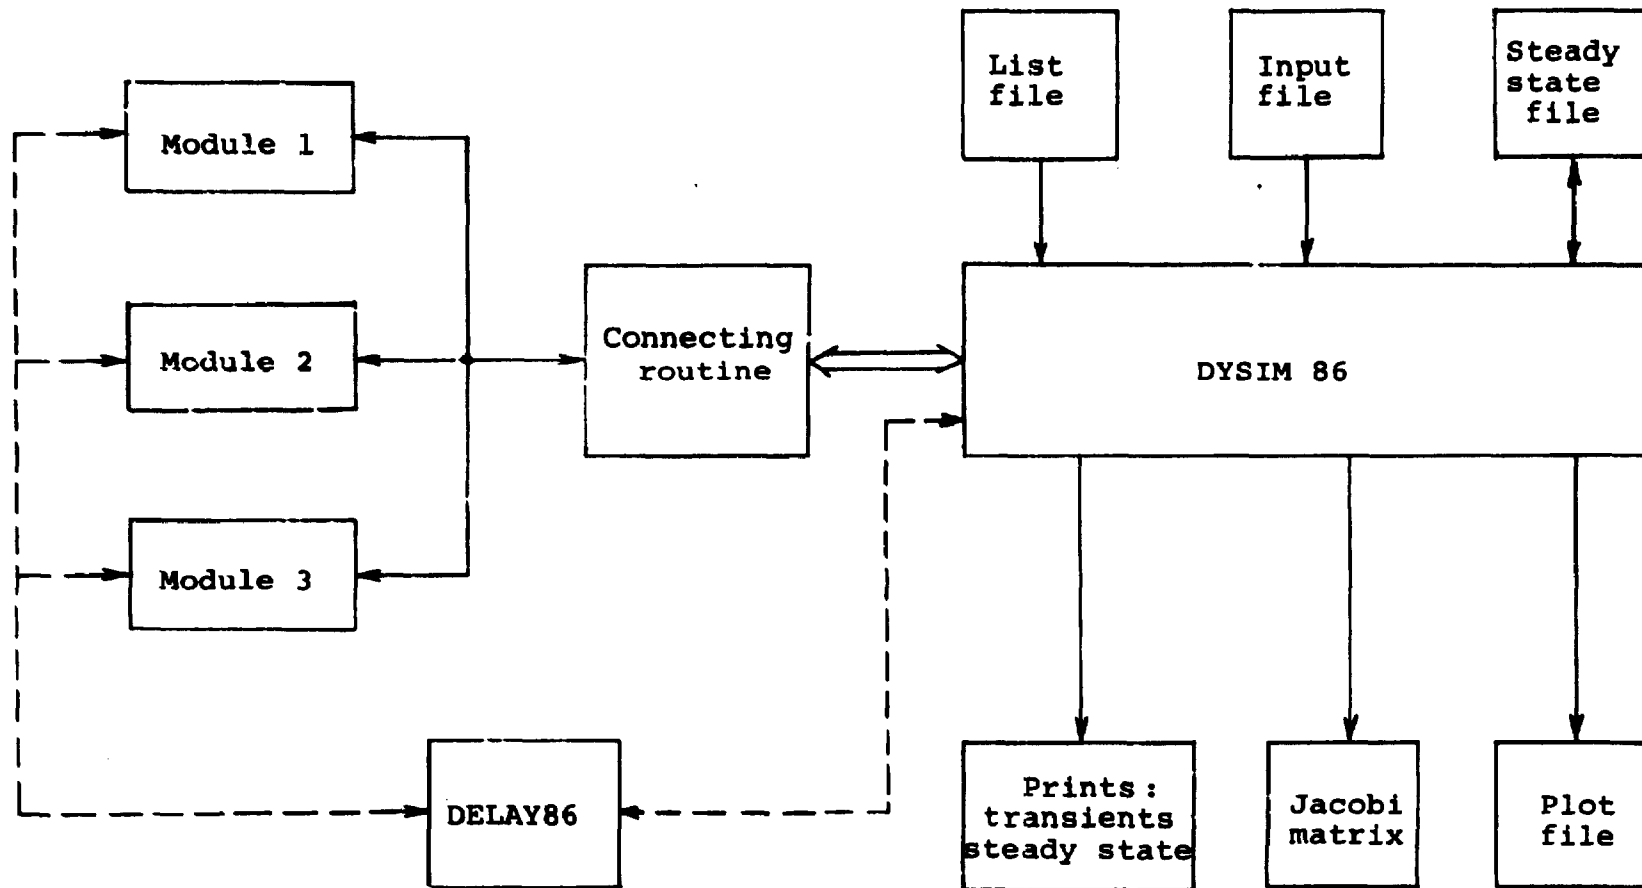 List
file
Input
file
Steady
state
file
Module 1
Module 2
Module 3
Connecting
routine
DYSIM 86
DELAY86
Prints:
transients
steady state
Jacobi
matrix
Plot
file